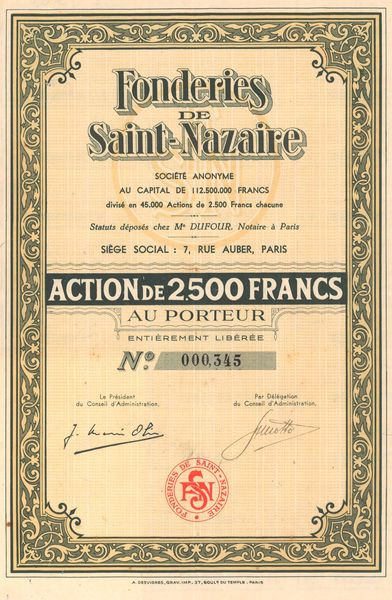 Fonderies
DE
Saint-Nazaire
SOCIÉTÉ ANONYME
AU CAPITAL DE 112.500.000 FRANCS
divisé en 45.000 Actions de 2.500 Francs chacune
Statuts déposés chez Me DUFOUR, Notaire à Paris
SIÈGE SOCIAL : 7, RUE AUBER, PARIS
ACTION DE 2.500 FRANCS
AU PORTEUR
ENTIÈREMENT LIBÉRÉE
No. 000,345
Le Président
du Conseil d'Administration,
Par Délégation
du Conseil d'Administration,
FONDERIES DE SAINT-NAZAIRE
FSN
A. DESVIGNES, GRAV. IMP., 37, BOULD DU TEMPLE, PARIS